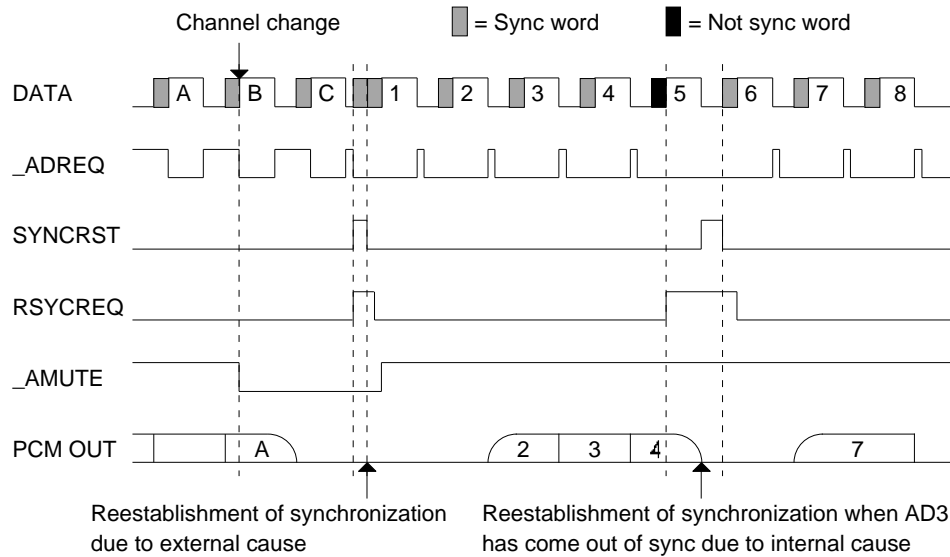 Channel change
= Sync word
= Not sync word
DATA A B C 1 2 3 4 5 6 7 8
_ADREQ
SYNCRST
RSYCREQ
_AMUTE
PCM OUT A 2 3 4 7
Reestablishment of synchronization
due to external cause
Reestablishment of synchronization when AD3
has come out of sync due to internal cause